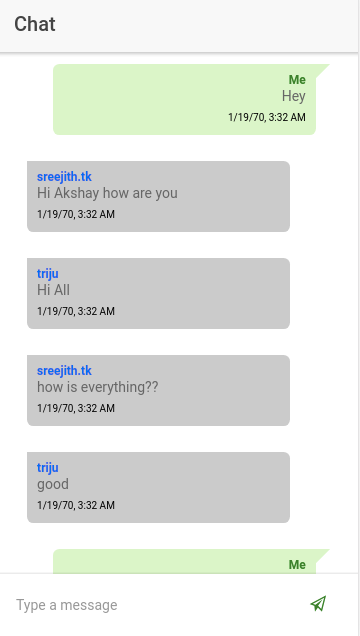 Chat
Me
Hey
1/19/70, 3:32 AM
sreejith.tk
Hi Akshay how are you
1/19/70, 3:32 AM
triju
Hi All
1/19/70, 3:32 AM
sreejith.tk
how is everything??
1/19/70, 3:32 AM
triju
good
1/19/70, 3:32 AM
Me
Type a message